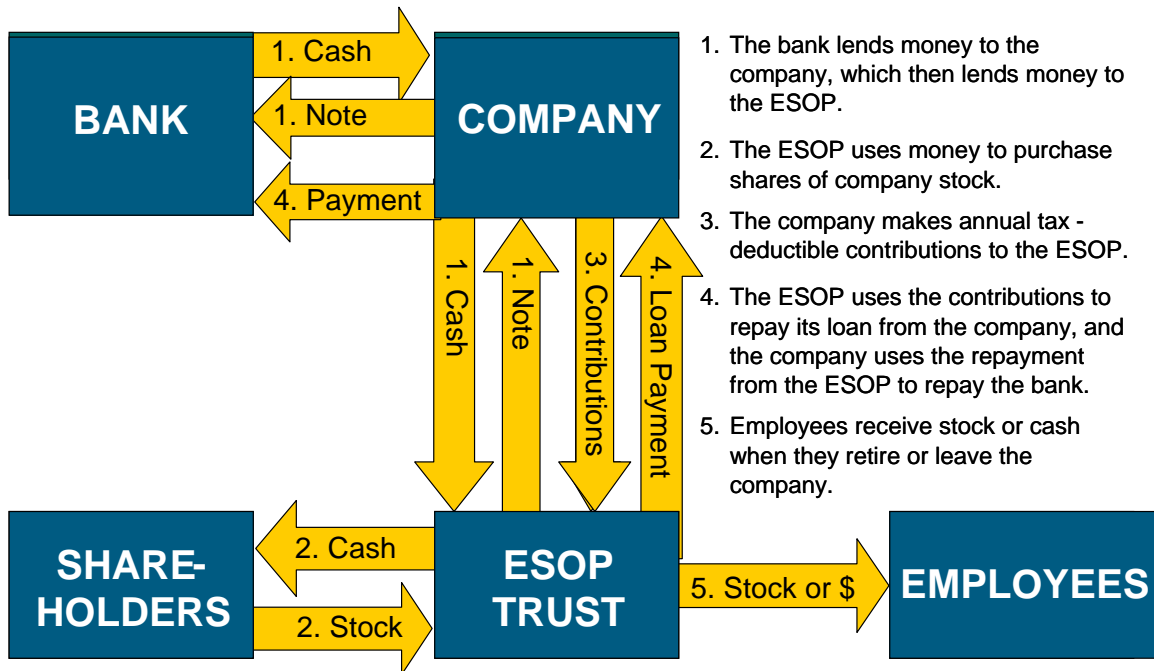 BANK
1. Cash
1. Note
4. Payment
COMPANY
1. Cash
1. Note
3. Contributions
4. Loan Payment
SHARE-
HOLDERS
2. Cash
2. Stock
ESOP
TRUST
5. Stock or $
EMPLOYEES
1. The bank lends money to the
company, which then lends money to
the ESOP.
2. The ESOP uses money to purchase
shares of company stock.
3. The company makes annual tax -
deductible contributions to the ESOP.
4. The ESOP uses the contributions to
repay its loan from the company, and
the company uses the repayment
from the ESOP to repay the bank.
5. Employees receive stock or cash
when they retire or leave the
company.